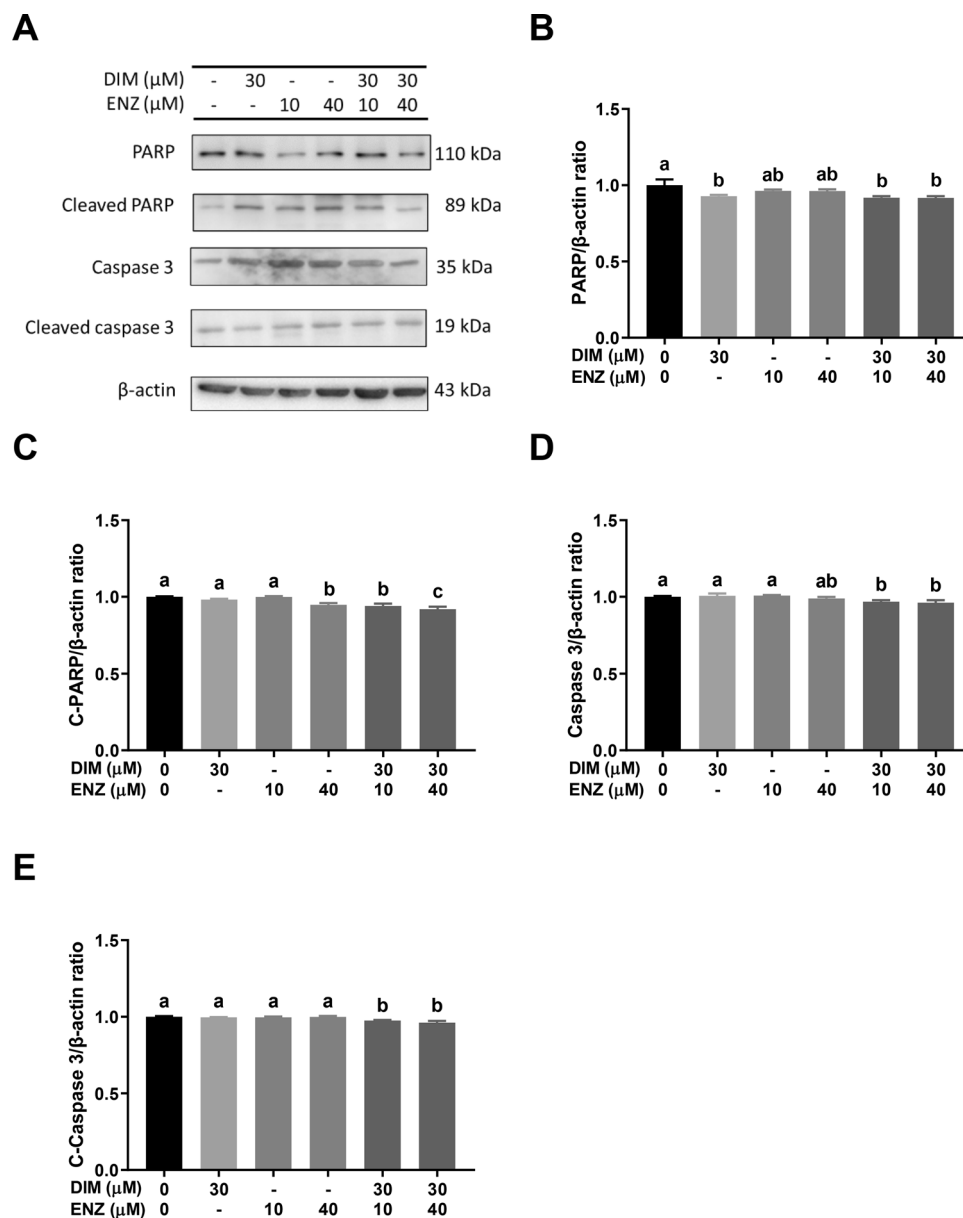 A
DIM (μM) - 30 - - 30 30
ENZ (μM) - - 10 40 10 40
PARP 110 kDa
Cleaved PARP 89 kDa
Caspase 3 35 kDa
Cleaved caspase 3 19 kDa
β-actin 43 kDa
B
PARP/β-actin ratio
1.5
1.0
0.5
0.0
a b ab ab b b
DIM (μM) 0 30 - - 30 30
ENZ (μM) 0 - 10 40 10 40
C
C-PARP/β-actin ratio
1.5
1.0
0.5
0.0
a a a b b c
DIM (μM) 0 30 - - 30 30
ENZ (μM) 0 - 10 40 10 40
D
Caspase 3/β-actin ratio
1.5
1.0
0.5
0.0
a a a ab b b
DIM (μM) 0 30 - - 30 30
ENZ (μM) 0 - 10 40 10 40
E
C-Caspase 3/β-actin ratio
1.5
1.0
0.5
0.0
a a a a b b
DIM (μM) 0 30 - - 30 30
ENZ (μM) 0 - 10 40 10 40